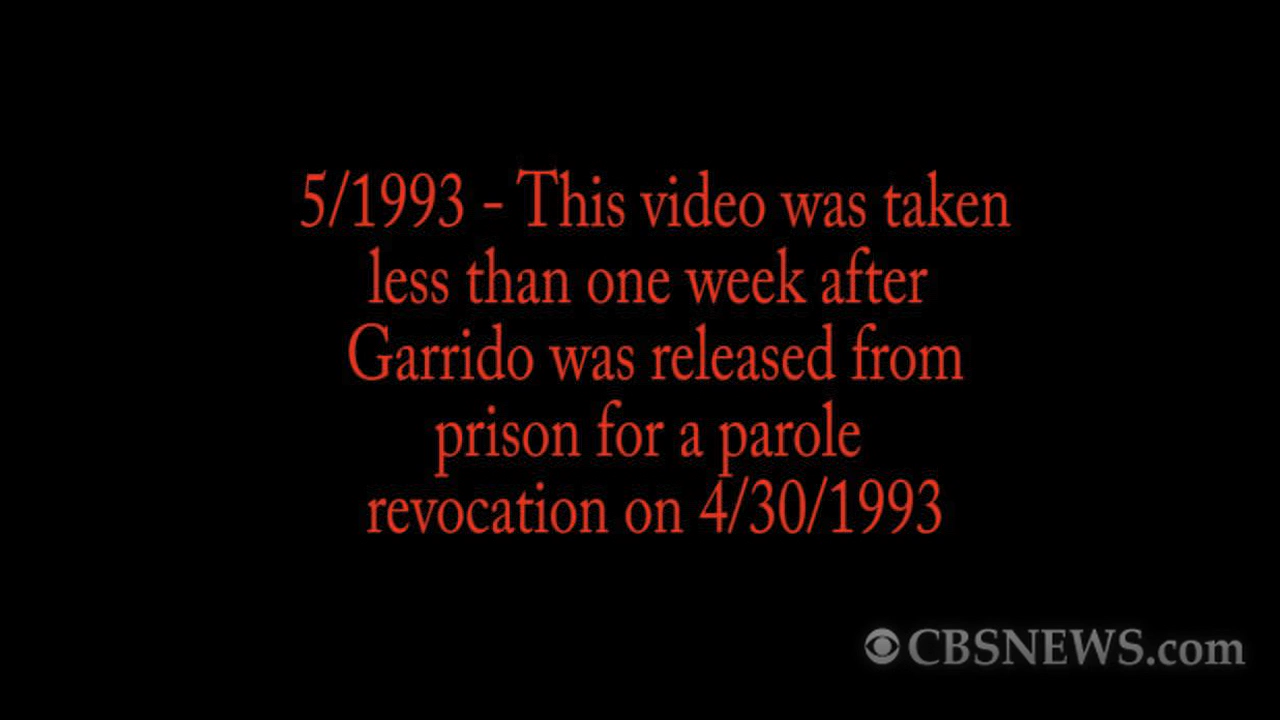 5/1993 - This video was taken
less than one week after
Garrido was released from
prison for a parole
revocation on 4/30/1993
CBSNEWS.com